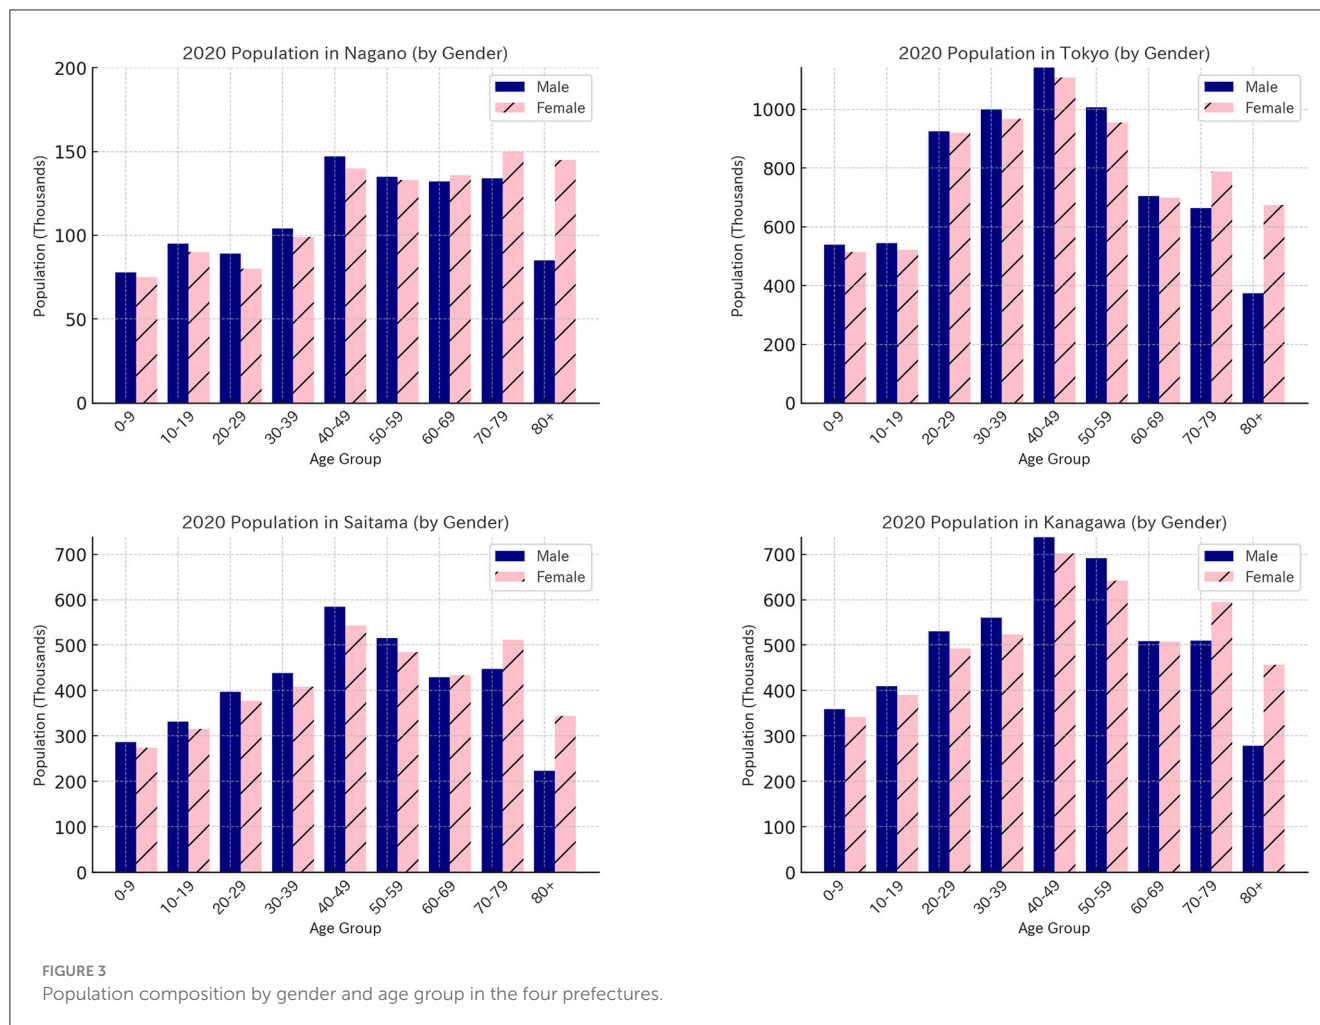 2020 Population in Nagano (by Gender)
Population (Thousands)
200
150
100
50
0
Male
Female
0-9
10-19
20-29
30-39
40-49
50-59
60-69
70-79
80+
Age Group
2020 Population in Tokyo (by Gender)
Population (Thousands)
1000
800
600
400
200
0
Male
Female
0-9
10-19
20-29
30-39
40-49
50-59
60-69
70-79
80+
Age Group
2020 Population in Saitama (by Gender)
Population (Thousands)
700
600
500
400
300
200
100
0
Male
Female
0-9
10-19
20-29
30-39
40-49
50-59
60-69
70-79
80+
Age Group
2020 Population in Kanagawa (by Gender)
Population (Thousands)
700
600
500
400
300
200
100
0
Male
Female
0-9
10-19
20-29
30-39
40-49
50-59
60-69
70-79
80+
Age Group
FIGURE 3
Population composition by gender and age group in the four prefectures.